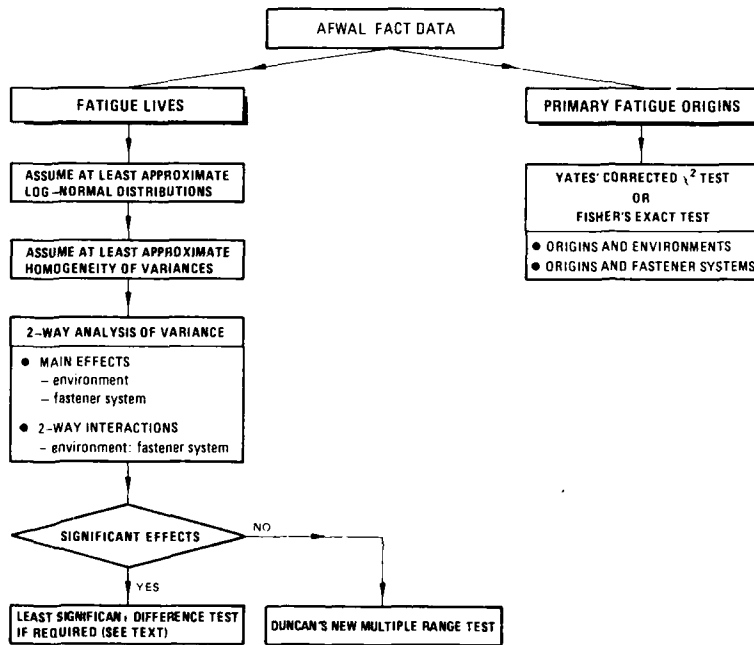 AFWAL FACT DATA
FATIGUE LIVES
PRIMARY FATIGUE ORIGINS
ASSUME AT LEAST APPROXIMATE
LOG-NORMAL DISTRIBUTIONS
YATES' CORRECTED χ² TEST
OR
FISHER'S EXACT TEST
● ORIGINS AND ENVIRONMENTS
● ORIGINS AND FASTENER SYSTEMS
ASSUME AT LEAST APPROXIMATE
HOMOGENEITY OF VARIANCES
2-WAY ANALYSIS OF VARIANCE
● MAIN EFFECTS
– environment
– fastener system
● 2-WAY INTERACTIONS
– environment: fastener system
SIGNIFICANT EFFECTS
NO
YES
LEAST SIGNIFICAN: DIFFERENCE TEST
IF REQUIRED (SEE TEXT)
DUNCAN'S NEW MULTIPLE RANGE TEST